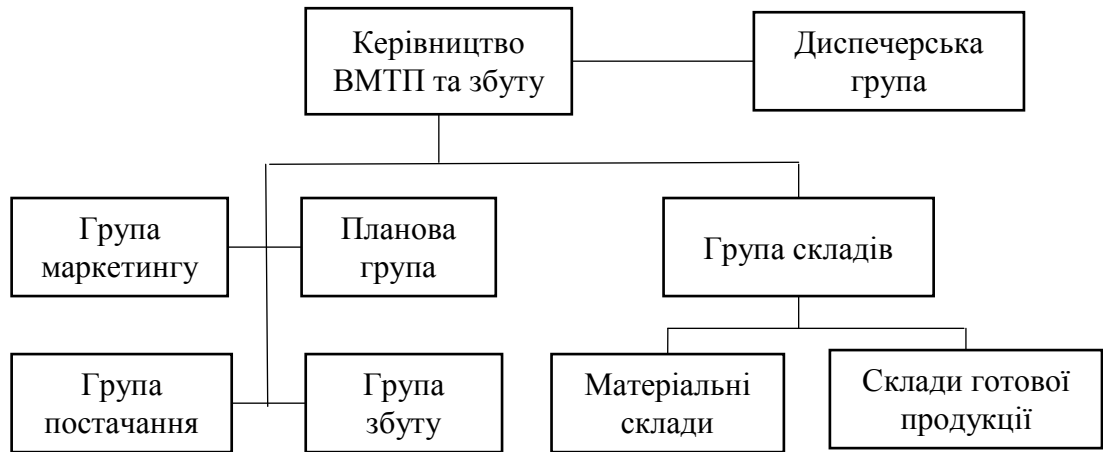 Керівництво
ВМТП та збуту
Диспечерська
група
Група
маркетингу
Планова
група
Група складів
Група
постачання
Група
збуту
Матеріальні
склади
Склади готової
продукції